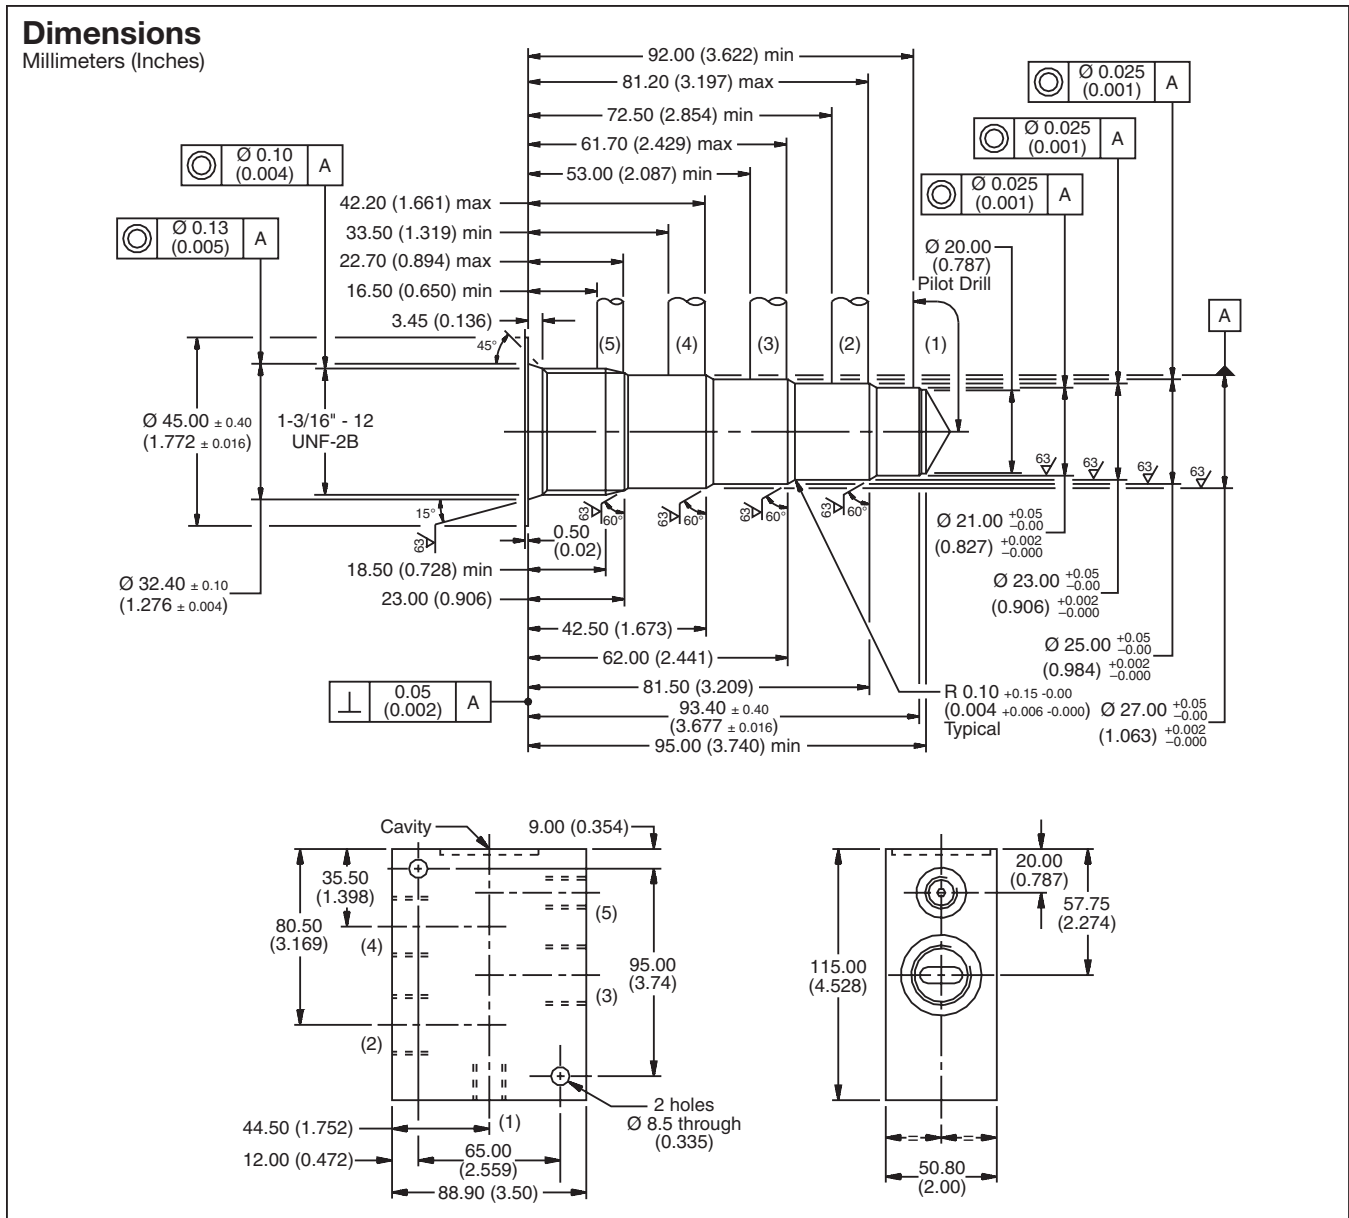 Dimensions
Millimeters (Inches)
92.00 (3.622) min
81.20 (3.197) max
72.50 (2.854) min
61.70 (2.429) max
53.00 (2.087) min
42.20 (1.661) max
33.50 (1.319) min
22.70 (0.894) max
16.50 (0.650) min
3.45 (0.136)
Ø 0.10
(0.004)
A
Ø 0.13
(0.005)
A
Ø 0.025
(0.001)
A
Ø 0.025
(0.001)
A
Ø 0.025
(0.001)
A
Ø 20.00
(0.787)
Pilot Drill
A
45°
(5)
(4)
(3)
(2)
(1)
Ø 45.00 ± 0.40
(1.772 ± 0.016)
1-3/16" - 12
UNF-2B
63
63
63
63
15°
63
63
60°
63
60°
63
60°
63
60°
0.50
(0.02)
Ø 32.40 ± 0.10
(1.276 ± 0.004)
18.50 (0.728) min
23.00 (0.906)
42.50 (1.673)
62.00 (2.441)
81.50 (3.209)
93.40 ± 0.40
(3.677 ± 0.016)
95.00 (3.740) min
0.05
(0.002)
A
R 0.10 +0.15 -0.00
(0.004 +0.006 -0.000)
Typical
Ø 21.00 +0.05 –0.00
(0.827) +0.002 –0.000
Ø 23.00 +0.05 –0.00
(0.906) +0.002 –0.000
Ø 25.00 +0.05 –0.00
(0.984) +0.002 –0.000
Ø 27.00 +0.05 –0.00
(1.063) +0.002 –0.000
Cavity
9.00 (0.354)
35.50
(1.398)
80.50
(3.169)
(4)
(2)
(5)
(3)
95.00
(3.74)
(1)
2 holes
Ø 8.5 through
(0.335)
44.50 (1.752)
12.00 (0.472)
65.00
(2.559)
88.90 (3.50)
20.00
(0.787)
57.75
(2.274)
115.00
(4.528)
=
=
50.80
(2.00)